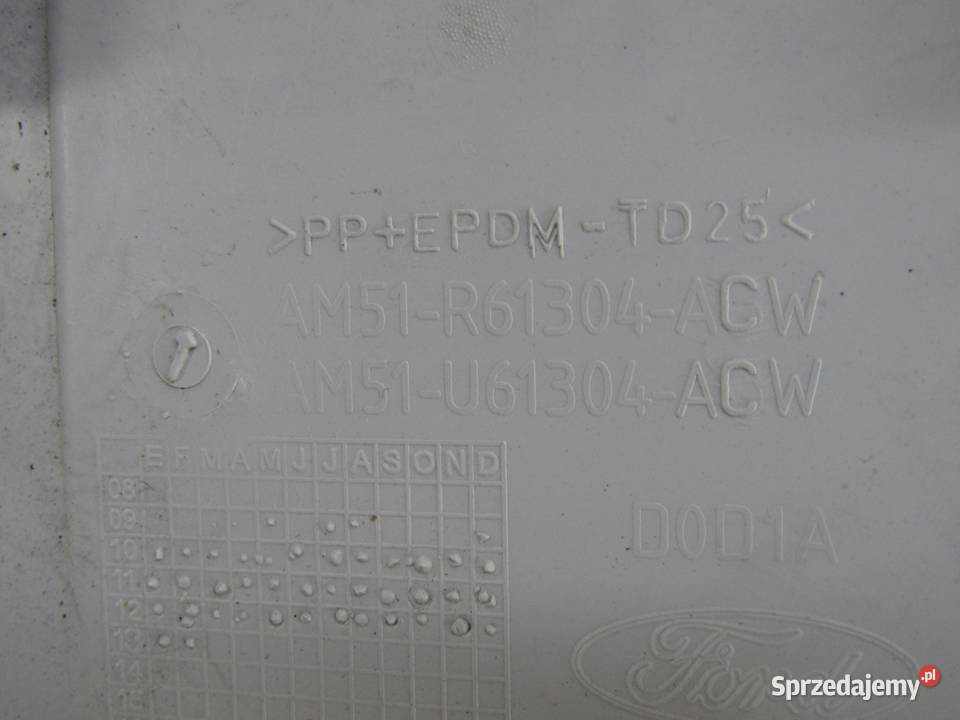 >PP+EPDM-TD25<
AM51-R61304-ACW
AM51-U61304-ACW
E F M A M J J A S O N D
08
09
10
11
12
13
14
15
D0D1A
Ford
Sprzedajemy.pl